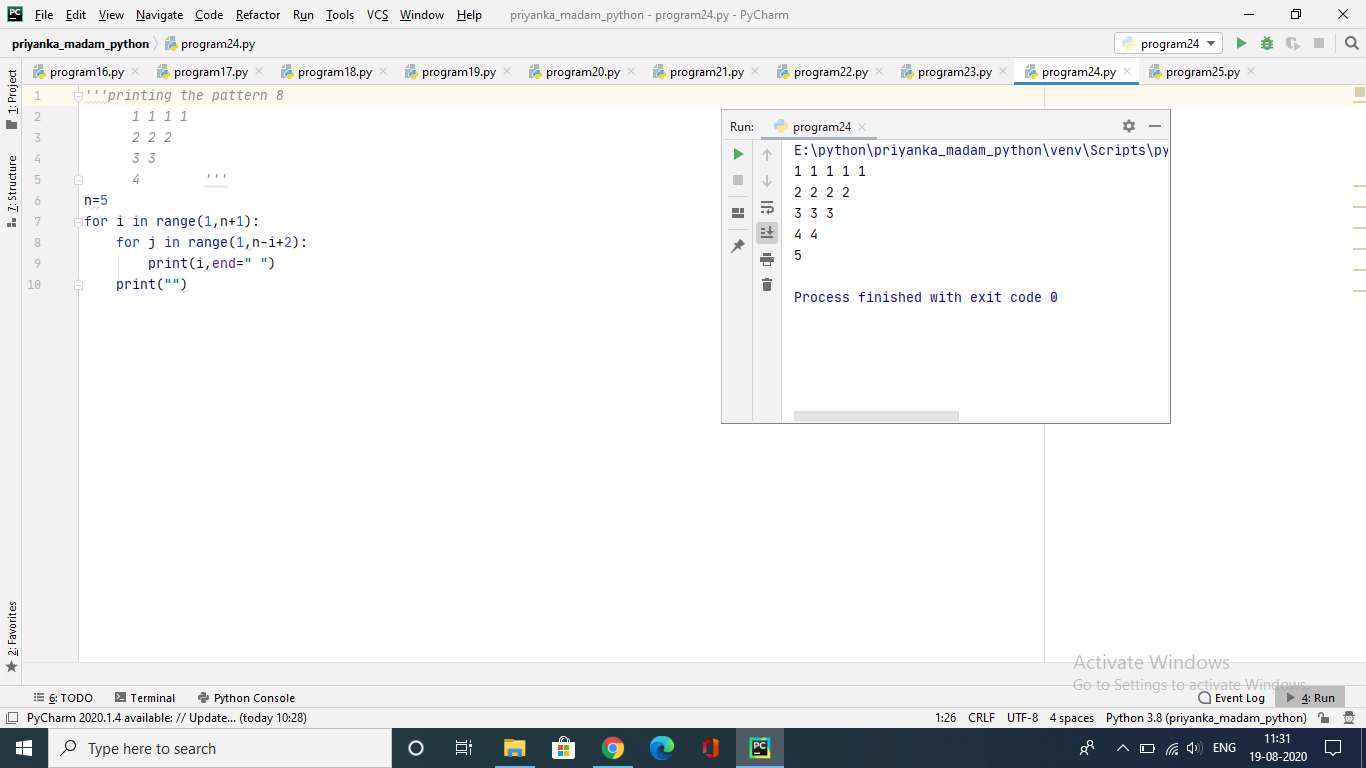 File Edit View Navigate Code Refactor Run Tools VCS Window Help priyanka_madam_python - program24.py - PyCharm
priyanka_madam_python program24.py program24
program16.py program17.py program18.py program19.py program20.py program21.py program22.py program23.py program24.py program25.py
1: Project
7: Structure
2: Favorites
1 '''printing the pattern 8
2 1 1 1 1
3 2 2 2
4 3 3
5 4 '''
6 n=5
7 for i in range(1,n+1):
8 for j in range(1,n-i+2):
9 print(i,end=" ")
10 print("")
Run: program24
E:\python\priyanka_madam_python\venv\Scripts\py
1 1 1 1 1
2 2 2 2
3 3 3
4 4
5
Process finished with exit code 0
Activate Windows
Go to Settings to activate Windows.
6: TODO Terminal Python Console Event Log 4: Run
PyCharm 2020.1.4 available: // Update... (today 10:28) 1:26 CRLF UTF-8 4 spaces Python 3.8 (priyanka_madam_python)
Type here to search PC ENG 11:31
19-08-2020